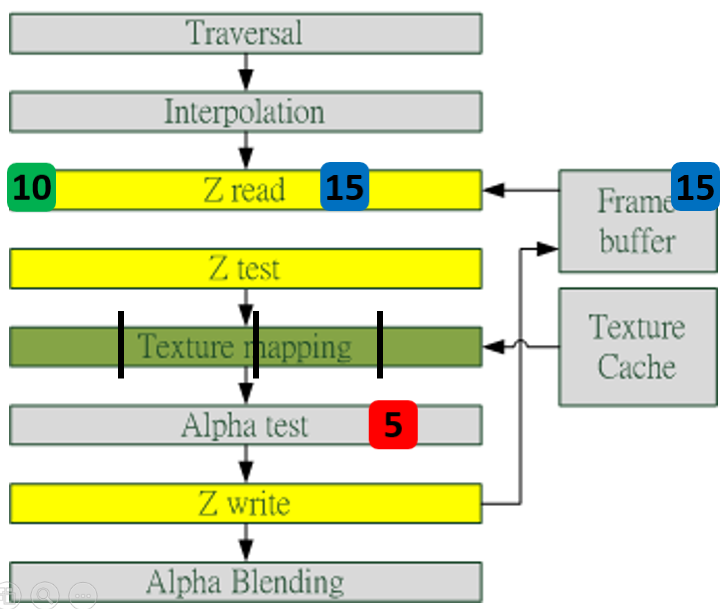 Traversal
Interpolation
10 Z read 15
15
Frame
buffer
Z test
Texture mapping
Texture
Cache
Alpha test 5
Z write
Alpha Blending